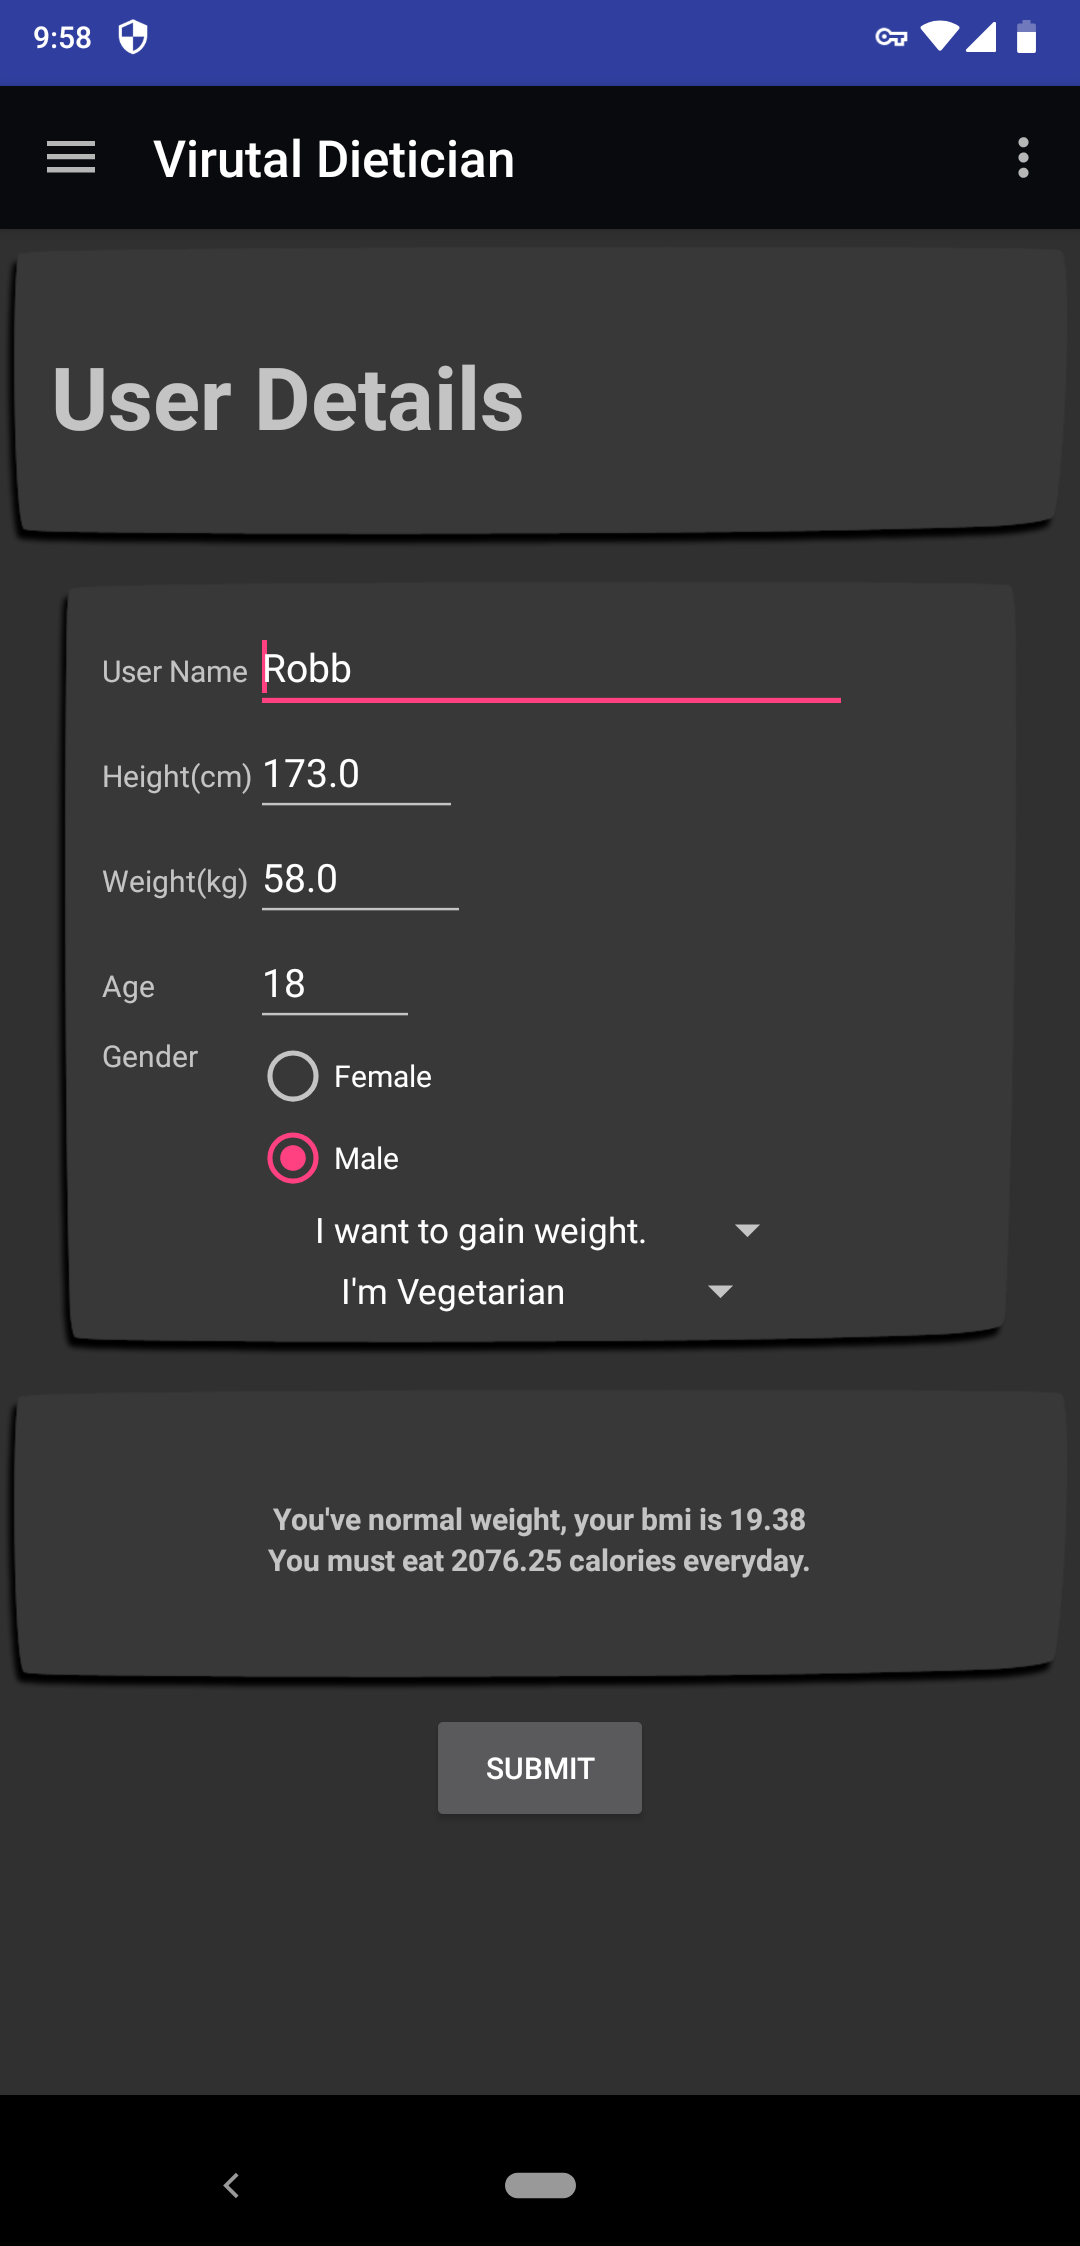 9:58
Virutal Dietician
User Details
User Name Robb
Height(cm) 173.0
Weight(kg) 58.0
Age 18
Gender
Female
Male
I want to gain weight.
I'm Vegetarian
You've normal weight, your bmi is 19.38
You must eat 2076.25 calories everyday.
SUBMIT